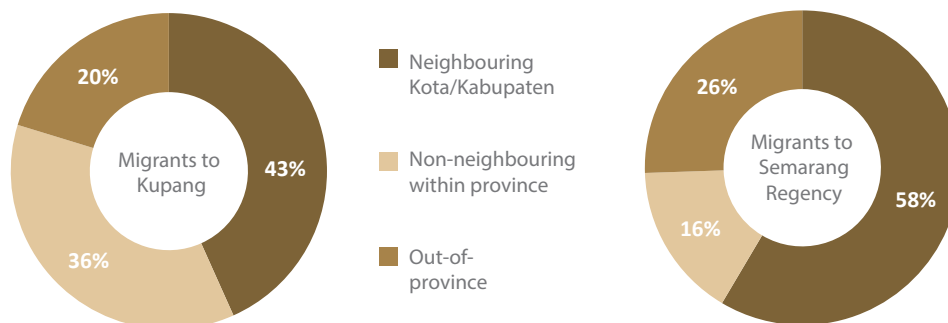 20%
43%
36%
Migrants to
Kupang
Neighbouring
Kota/Kabupaten
Non-neighbouring
within province
Out-of-
province
26%
58%
16%
Migrants to
Semarang
Regency